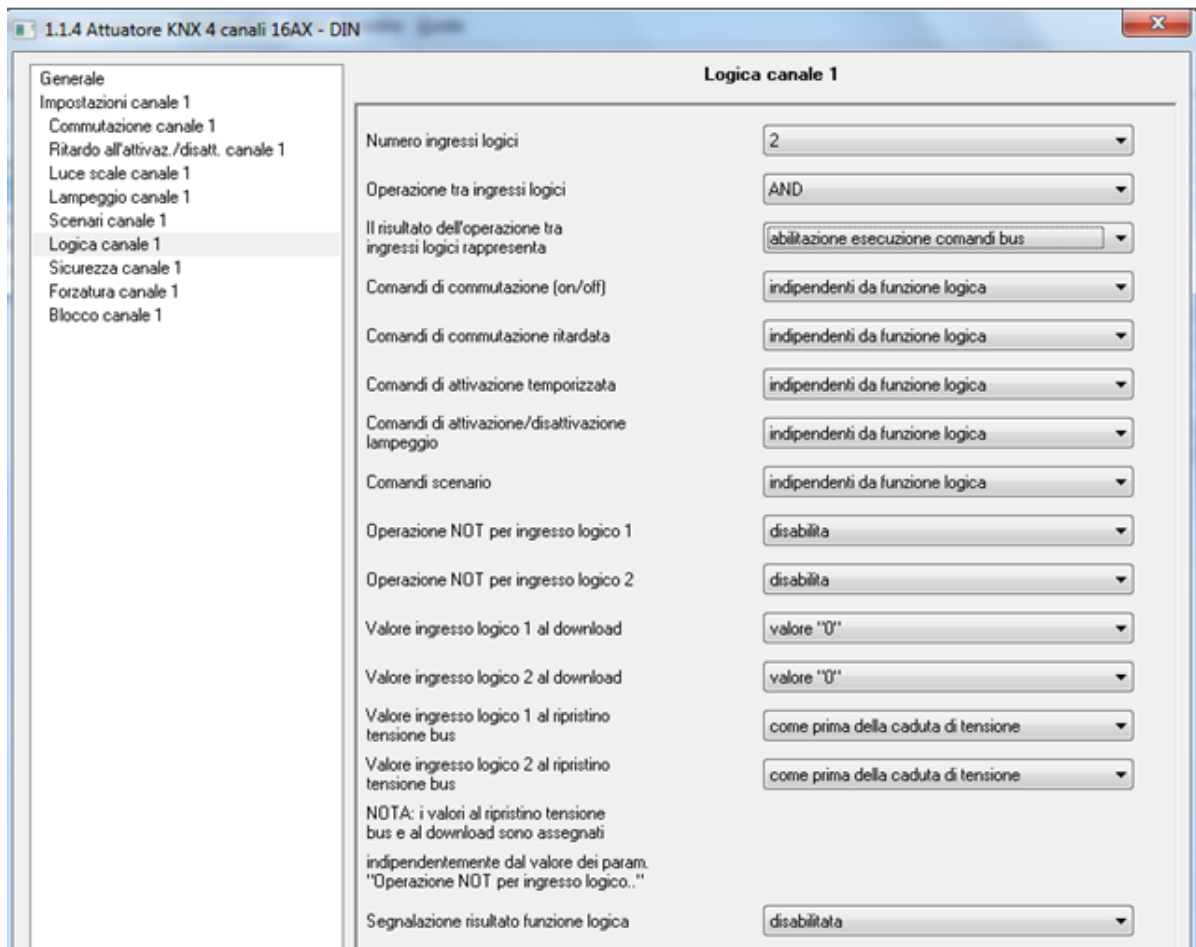 1.1.4 Attuatore KNX 4 canali 16AX - DIN
Generale
Impostazioni canale 1
Commutazione canale 1
Ritardo all'attivaz./disatt. canale 1
Luce scale canale 1
Lampeggio canale 1
Scenari canale 1
Logica canale 1
Sicurezza canale 1
Forzatura canale 1
Blocco canale 1
Logica canale 1
Numero ingressi logici
2
Operazione tra ingressi logici
AND
Il risultato dell'operazione tra
ingressi logici rappresenta
abilitazione esecuzione comandi bus
Comandi di commutazione (on/off)
indipendenti da funzione logica
Comandi di commutazione ritardata
indipendenti da funzione logica
Comandi di attivazione temporizzata
indipendenti da funzione logica
Comandi di attivazione/disattivazione
lampeggio
indipendenti da funzione logica
Comandi scenario
indipendenti da funzione logica
Operazione NOT per ingresso logico 1
disabilita
Operazione NOT per ingresso logico 2
disabilita
Valore ingresso logico 1 al download
valore "0"
Valore ingresso logico 2 al download
valore "0"
Valore ingresso logico 1 al ripristino
tensione bus
come prima della caduta di tensione
Valore ingresso logico 2 al ripristino
tensione bus
come prima della caduta di tensione
NOTA: i valori al ripristino tensione
bus e al download sono assegnati
indipendentemente dal valore dei param.
"Operazione NOT per ingresso logico.."
Segnalazione risultato funzione logica
disabilitata